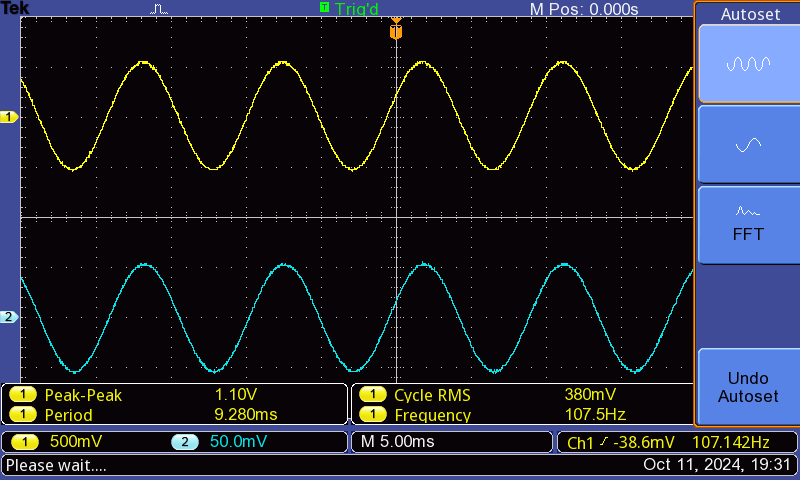 Tek T Trig'd M Pos: 0.000s Autoset
T
1
FFT
2
Undo
Autoset
1 Peak-Peak 1.10V 1 Cycle RMS 380mV
1 Period 9.280ms 1 Frequency 107.5Hz
1 500mV 2 50.0mV M 5.00ms Ch1 -38.6mV 107.142Hz
Please wait.... Oct 11, 2024, 19:31